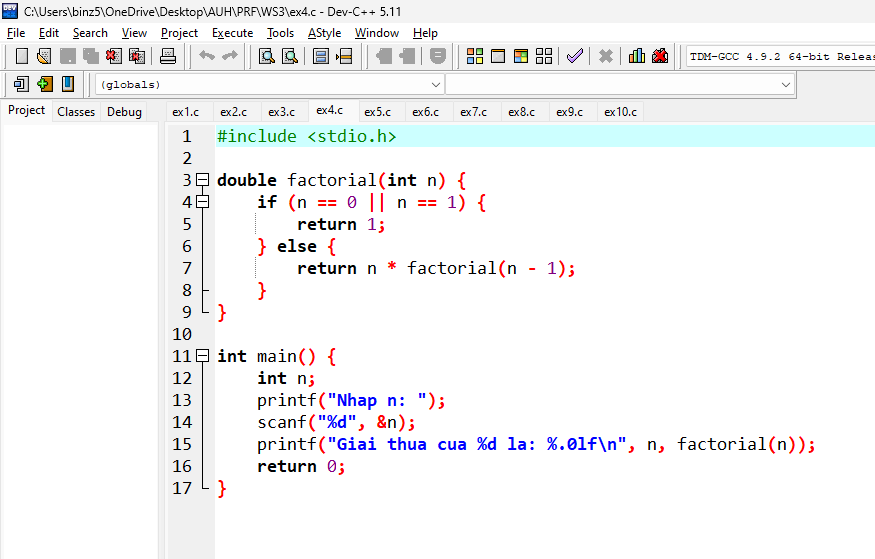 C:\Users\binz5\OneDrive\Desktop\AUH\PRF\WS3\ex4.c - Dev-C++ 5.11
File Edit Search View Project Execute Tools AStyle Window Help
TDM-GCC 4.9.2 64-bit Releas
(globals)
Project Classes Debug ex1.c ex2.c ex3.c ex4.c ex5.c ex6.c ex7.c ex8.c ex9.c ex10.c
1 #include <stdio.h>
2
3 double factorial(int n) {
4 if (n == 0 || n == 1) {
5 return 1;
6 } else {
7 return n * factorial(n - 1);
8 }
9 }
10
11 int main() {
12 int n;
13 printf("Nhap n: ");
14 scanf("%d", &n);
15 printf("Giai thua cua %d la: %.0lf\n", n, factorial(n));
16 return 0;
17 }